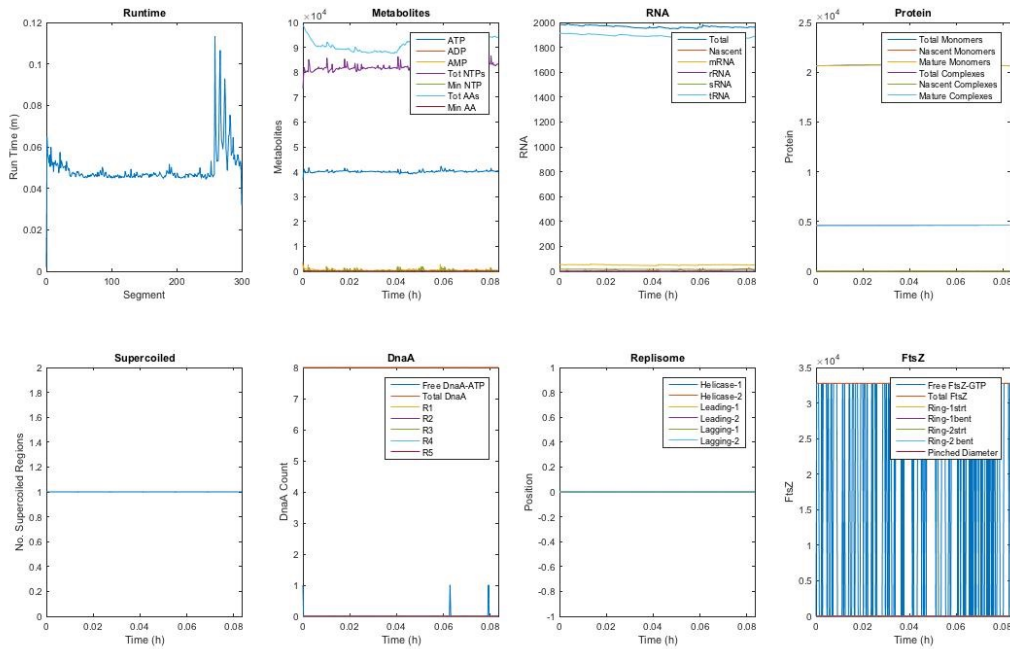 Runtime
Run Time (m)
0.12
0.1
0.08
0.06
0.04
0.02
0
0
100
200
300
Segment
Metabolites
Metabolites
×10⁴
10
9
8
7
6
5
4
3
2
1
0
ATP
ADP
AMP
Tot NTPs
Min NTP
Tot AAs
Min AA
0
0.02
0.04
0.06
0.08
Time (h)
RNA
RNA
2000
1800
1600
1400
1200
1000
800
600
400
200
0
Total
Nascent
mRNA
rRNA
sRNA
tRNA
0
0.02
0.04
0.06
0.08
Time (h)
Protein
Protein
×10⁴
2.5
2
1.5
1
0.5
0
Total Monomers
Nascent Monomers
Mature Monomers
Total Complexes
Nascent Complexes
Mature Complexes
0
0.02
0.04
0.06
0.08
Time (h)
Supercoiled
No. Supercoiled Regions
2
1.8
1.6
1.4
1.2
1
0.8
0.6
0.4
0.2
0
0
0.02
0.04
0.06
0.08
Time (h)
DnaA
DnaA Count
8
7
6
5
4
3
2
1
0
Free DnaA-ATP
Total DnaA
R1
R2
R3
R4
R5
0
0.02
0.04
0.06
0.08
Time (h)
Replisome
Position
1
0.8
0.6
0.4
0.2
0
-0.2
-0.4
-0.6
-0.8
-1
Helicase-1
Helicase-2
Leading-1
Leading-2
Lagging-1
Lagging-2
0
0.02
0.04
0.06
0.08
Time (h)
FtsZ
FtsZ
×10⁴
3.5
3
2.5
2
1.5
1
0.5
0
Free FtsZ-GTP
Total FtsZ
Ring-1strt
Ring-1bent
Ring-2strt
Ring-2 bent
Pinched Diameter
0
0.02
0.04
0.06
0.08
Time (h)